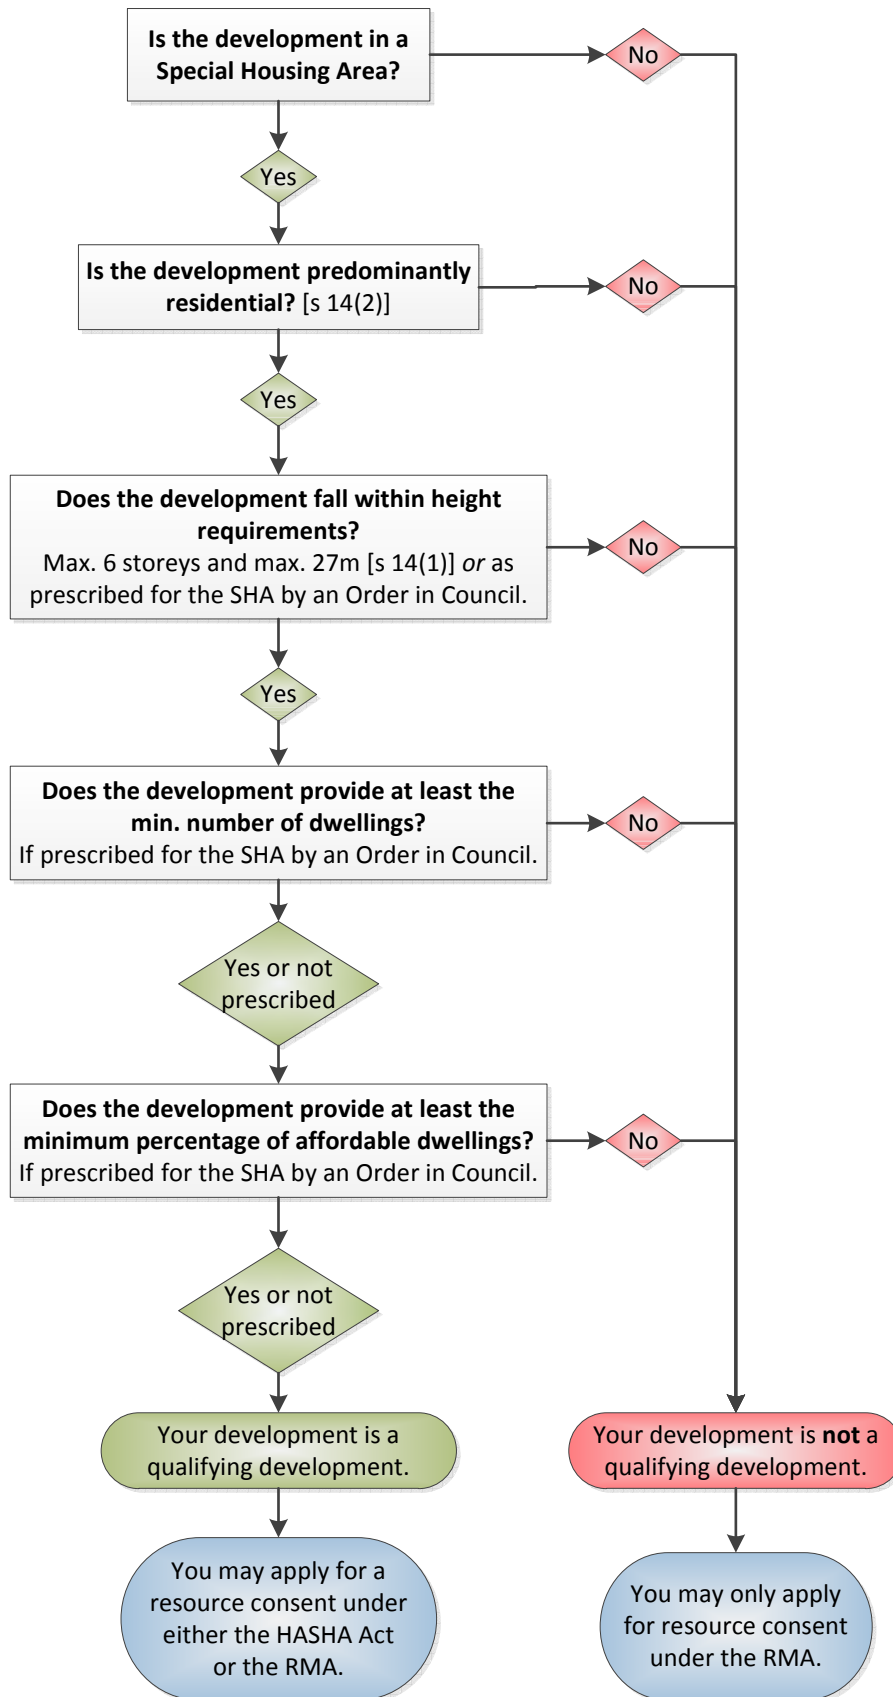 Is the development in a
Special Housing Area?
No
Yes
Is the development predominantly
residential? [s 14(2)]
No
Yes
Does the development fall within height
requirements?
Max. 6 storeys and max. 27m [s 14(1)] or as
prescribed for the SHA by an Order in Council.
No
Yes
Does the development provide at least the
min. number of dwellings?
If prescribed for the SHA by an Order in Council.
No
Yes or not
prescribed
Does the development provide at least the
minimum percentage of affordable dwellings?
If prescribed for the SHA by an Order in Council.
No
Yes or not
prescribed
Your development is a
qualifying development.
Your development is not a
qualifying development.
You may apply for a
resource consent under
either the HASHA Act
or the RMA.
You may only apply
for resource consent
under the RMA.